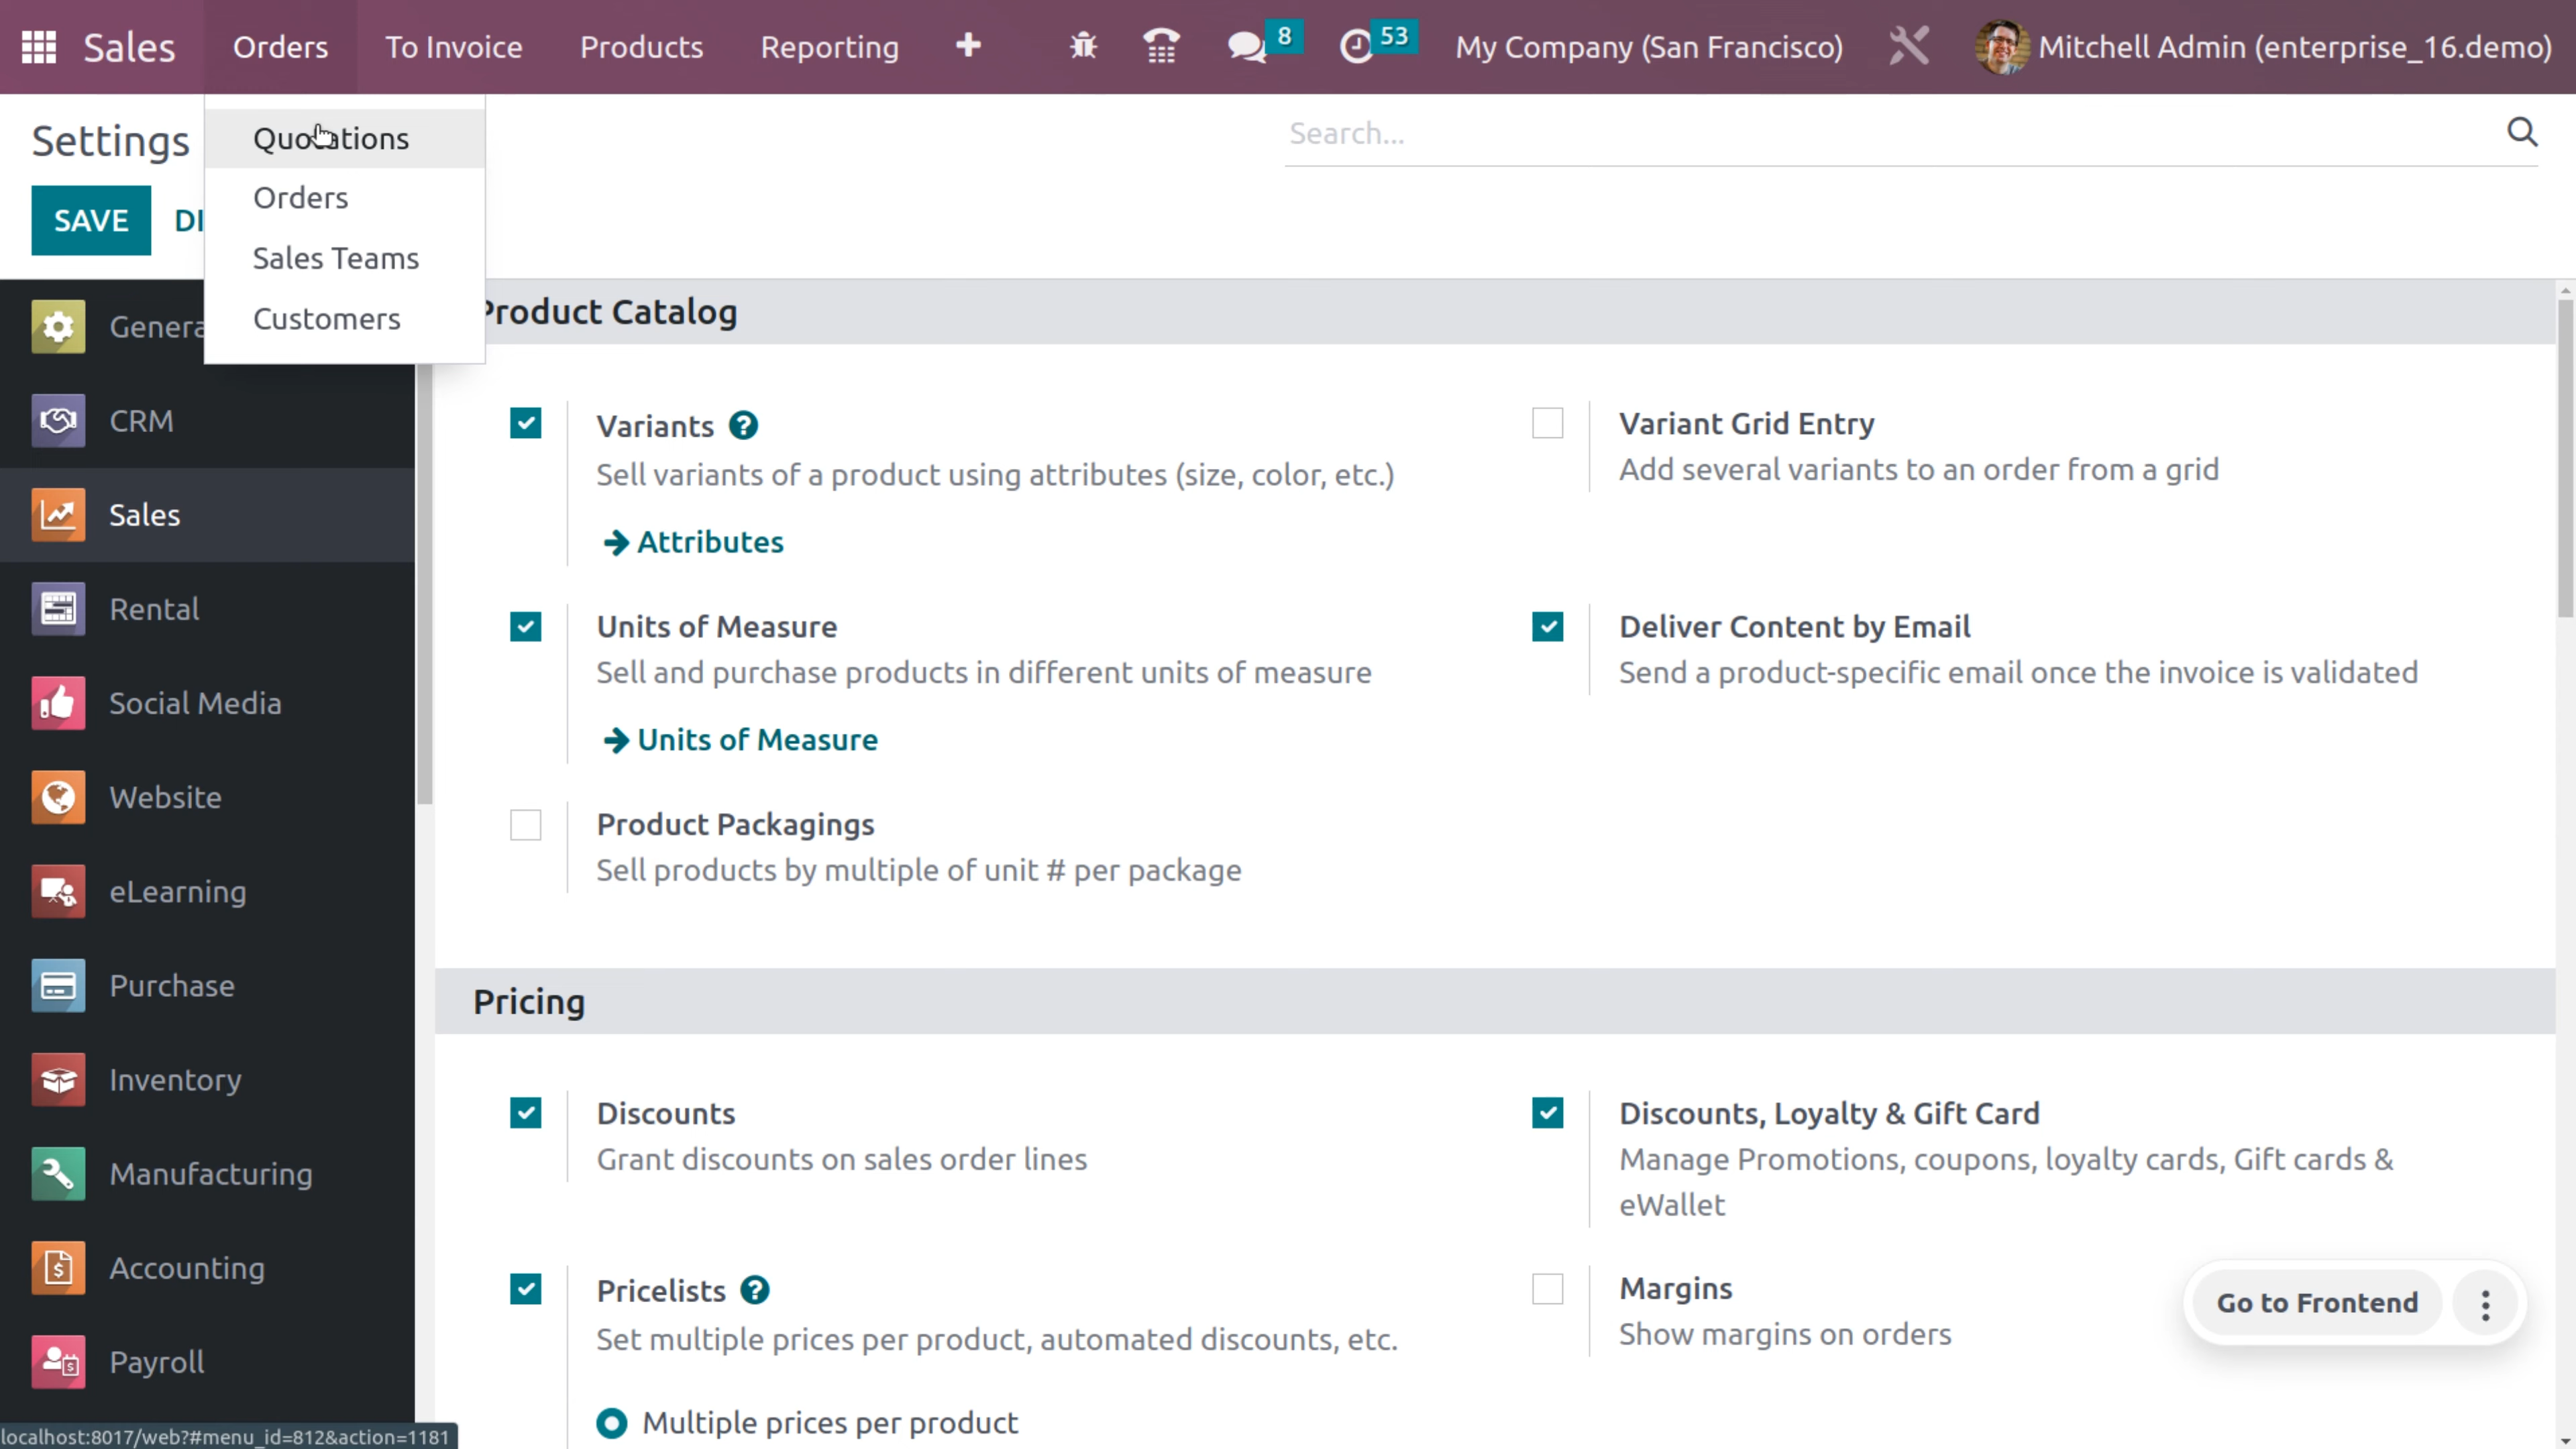 Sales Orders To Invoice Products Reporting + 8 53 My Company (San Francisco) Mitchell Admin (enterprise_16.demo)
Settings
Search...
Quotations
Orders
Sales Teams
Customers
SAVE
General
CRM
Sales
Rental
Social Media
Website
eLearning
Purchase
Inventory
Manufacturing
Accounting
Payroll
Product Catalog
Variants ?
Sell variants of a product using attributes (size, color, etc.)
Attributes
Variant Grid Entry
Add several variants to an order from a grid
Units of Measure
Sell and purchase products in different units of measure
Units of Measure
Deliver Content by Email
Send a product-specific email once the invoice is validated
Product Packagings
Sell products by multiple of unit # per package
Pricing
Discounts
Grant discounts on sales order lines
Discounts, Loyalty & Gift Card
Manage Promotions, coupons, loyalty cards, Gift cards &
eWallet
Pricelists ?
Set multiple prices per product, automated discounts, etc.
Multiple prices per product
Margins
Show margins on orders
Go to Frontend
localhost:8017/web?#menu_id=812&action=1181